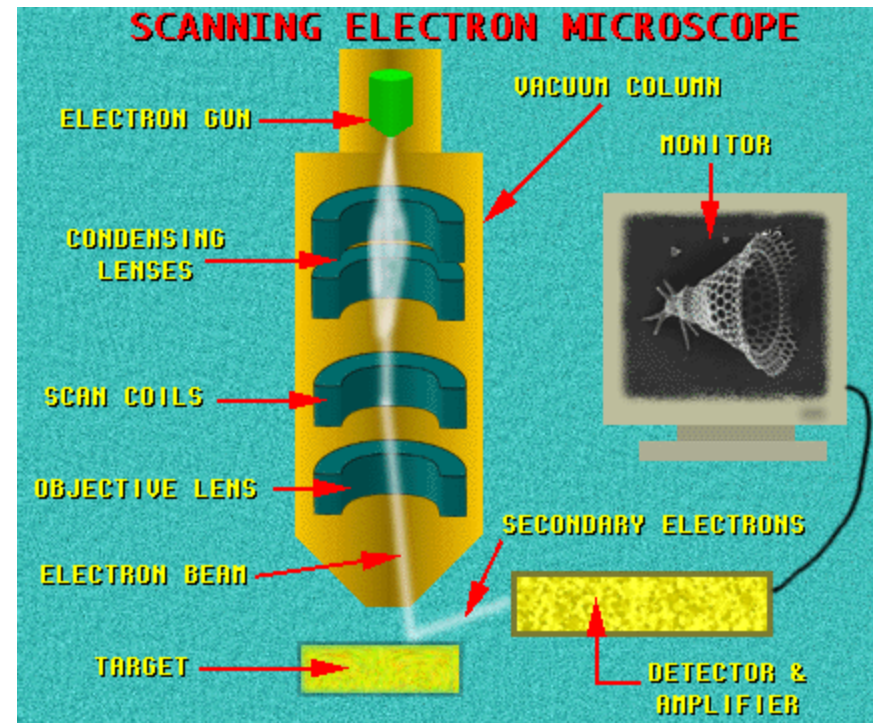 SCANNING ELECTRON MICROSCOPE
VACUUM COLUMN
ELECTRON GUN
MONITOR
CONDENSING
LENSES
SCAN COILS
OBJECTIVE LENS
SECONDARY ELECTRONS
ELECTRON BEAM
TARGET
DETECTOR &
AMPLIFIER